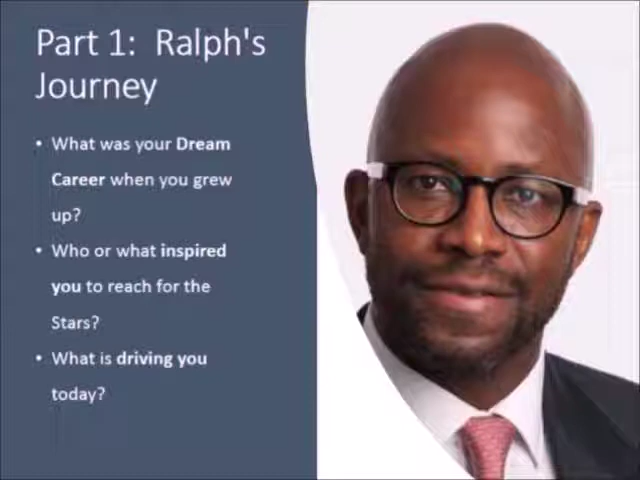 Part 1:  Ralph's
Journey
• What was your Dream
Career when you grew
up?
• Who or what inspired
you to reach for the
Stars?
• What is driving you
today?